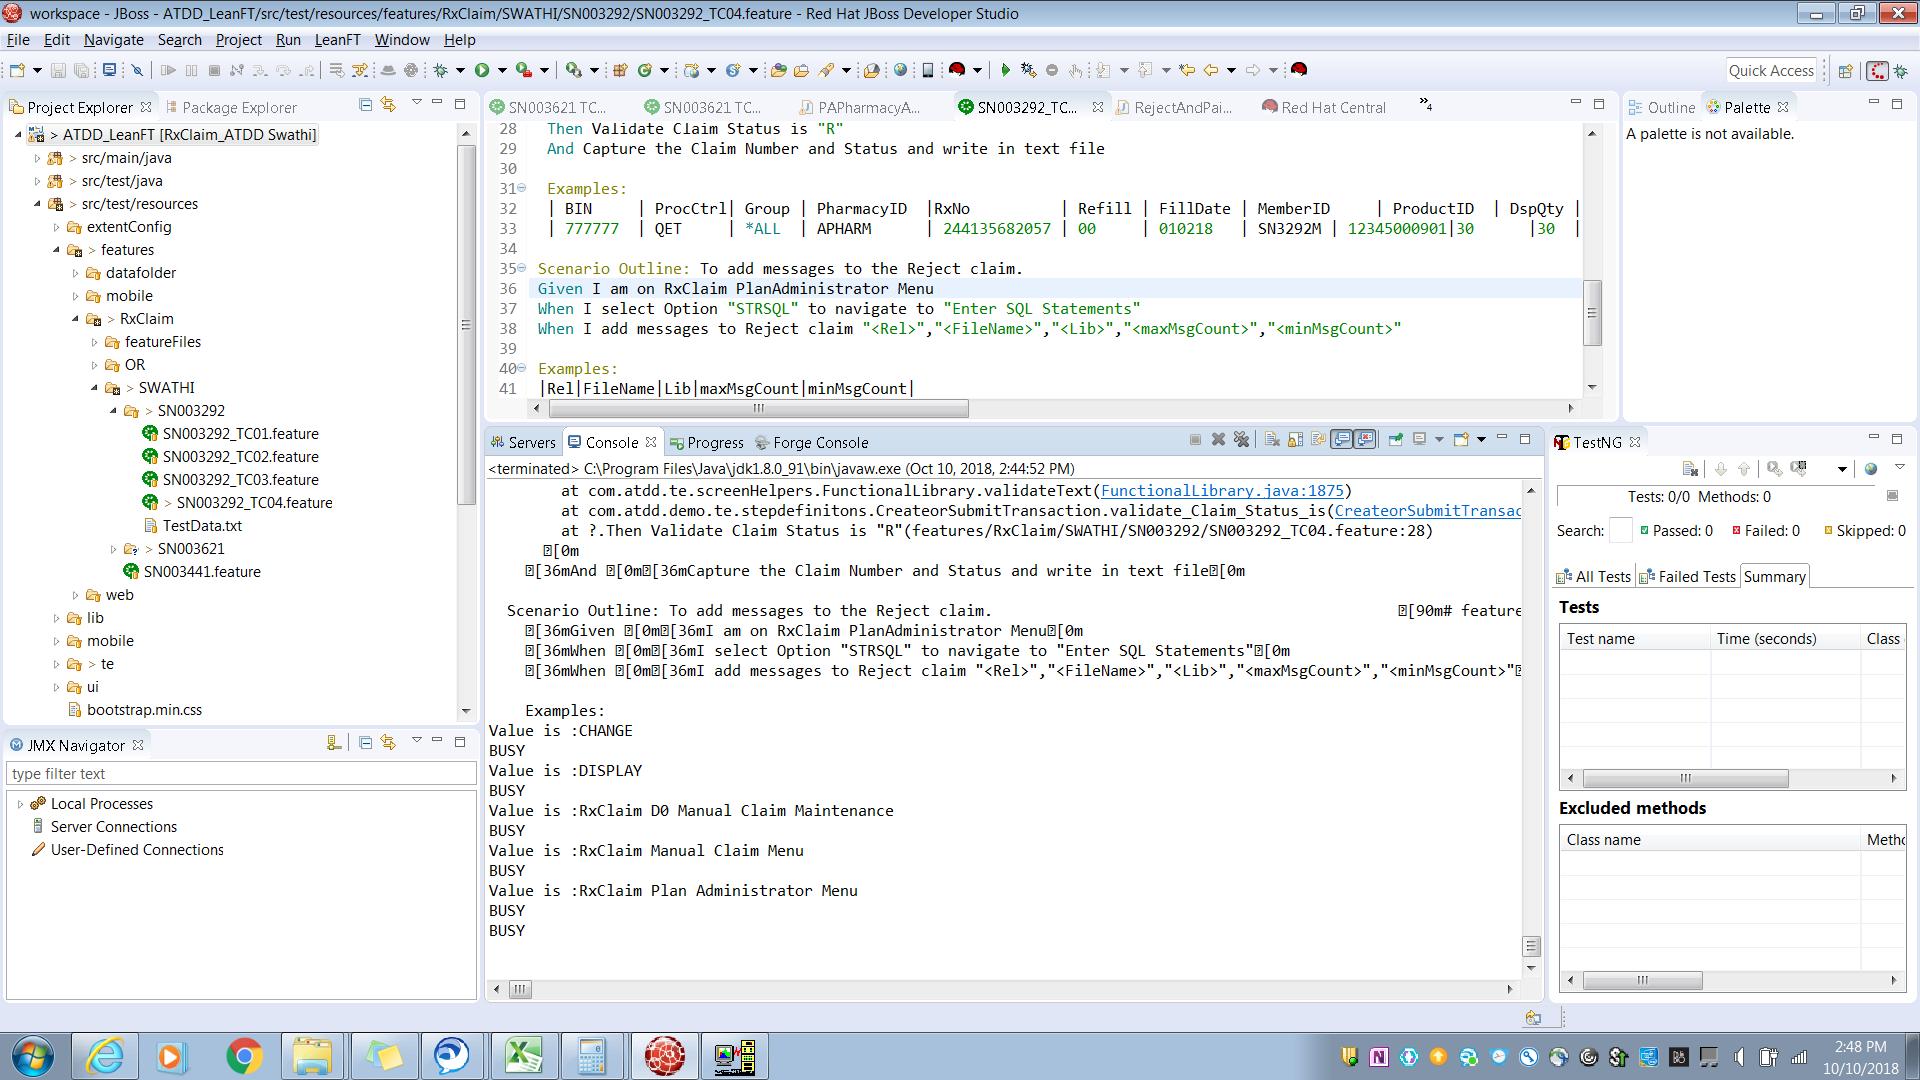 workspace - JBoss - ATDD_LeanFT/src/test/resources/features/RxClaim/SWATHI/SN003292/SN003292_TC04.feature - Red Hat JBoss Developer Studio
File Edit Navigate Search Project Run LeanFT Window Help
Quick Access
Project Explorer
Package Explorer
> ATDD_LeanFT [RxClaim_ATDD Swathi]
> src/main/java
> src/test/java
> src/test/resources
extentConfig
> features
datafolder
mobile
> RxClaim
featureFiles
OR
> SWATHI
> SN003292
SN003292_TC01.feature
SN003292_TC02.feature
SN003292_TC03.feature
> SN003292_TC04.feature
TestData.txt
> SN003621
SN003441.feature
web
lib
mobile
> te
ui
bootstrap.min.css
JMX Navigator
type filter text
Local Processes
Server Connections
User-Defined Connections
SN003621 TC...
SN003621 TC...
PAPharmacyA...
SN003292_TC...
RejectAndPai...
Red Hat Central
»4
28 Then Validate Claim Status is "R"
29 And Capture the Claim Number and Status and write in text file
30
31 Examples:
32 | BIN | ProcCtrl| Group | PharmacyID |RxNo | Refill | FillDate | MemberID | ProductID | DspQty |
33 | 777777 | QET | *ALL | APHARM | 244135682057 | 00 | 010218 | SN3292M | 12345000901|30 |30 |
34
35 Scenario Outline: To add messages to the Reject claim.
36 Given I am on RxClaim PlanAdministrator Menu
37 When I select Option "STRSQL" to navigate to "Enter SQL Statements"
38 When I add messages to Reject claim "<Rel>","<FileName>","<Lib>","<maxMsgCount>","<minMsgCount>"
39
40 Examples:
41 |Rel|FileName|Lib|maxMsgCount|minMsgCount|
Outline
Palette
A palette is not available.
Servers
Console
Progress
Forge Console
<terminated> C:\Program Files\Java\jdk1.8.0_91\bin\javaw.exe (Oct 10, 2018, 2:44:52 PM)
at com.atdd.te.screenHelpers.FunctionalLibrary.validateText(FunctionalLibrary.java:1875)
at com.atdd.demo.te.stepdefinitons.CreateorSubmitTransaction.validate_Claim_Status_is(CreateorSubmitTransac
at ?.Then Validate Claim Status is "R"(features/RxClaim/SWATHI/SN003292/SN003292_TC04.feature:28)
[0m
[36mAnd [0m[36mCapture the Claim Number and Status and write in text file[0m
Scenario Outline: To add messages to the Reject claim. [90m# feature
[36mGiven [0m[36mI am on RxClaim PlanAdministrator Menu[0m
[36mWhen [0m[36mI select Option "STRSQL" to navigate to "Enter SQL Statements"[0m
[36mWhen [0m[36mI add messages to Reject claim "<Rel>","<FileName>","<Lib>","<maxMsgCount>","<minMsgCount>"
Examples:
Value is :CHANGE
BUSY
Value is :DISPLAY
BUSY
Value is :RxClaim D0 Manual Claim Maintenance
BUSY
Value is :RxClaim Manual Claim Menu
BUSY
Value is :RxClaim Plan Administrator Menu
BUSY
BUSY
TestNG
Tests: 0/0 Methods: 0
Search: Passed: 0 Failed: 0 Skipped: 0
All Tests Failed Tests Summary
Tests
Test name Time (seconds) Class
Excluded methods
Class name Metho
2:48 PM
10/10/2018